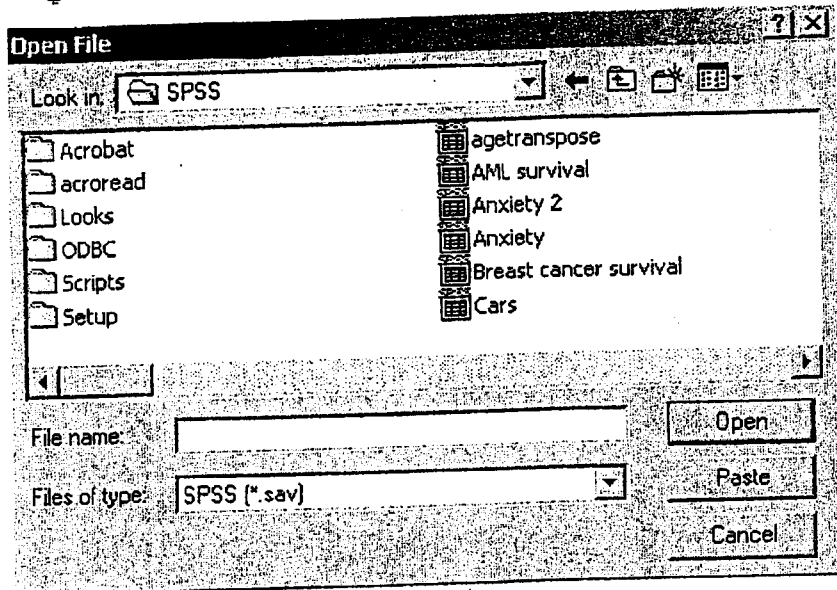 Open File
Look in: SPSS
Acrobat
acroread
Looks
ODBC
Scripts
Setup
agetranspose
AML survival
Anxiety 2
Anxiety
Breast cancer survival
Cars
File name:
Open
Files of type: SPSS (*.sav)
Paste
Cancel